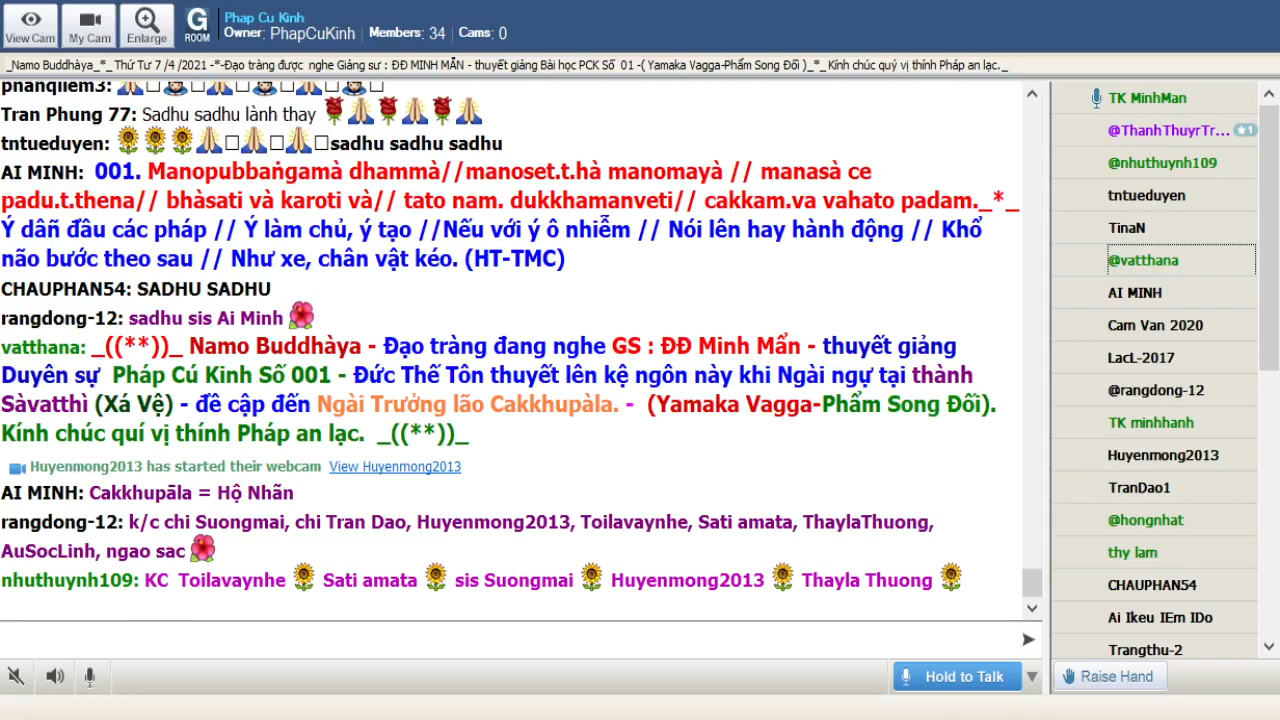 View Cam
My Cam
Enlarge
G
ROOM
Phap Cu Kinh
Owner: PhapCuKinh | Members: 34 | Cams: 0
_Namo Buddhàya_*_ Thứ Tư 7 /4 /2021 -*-Đạo tràng được nghe Giảng sư : ĐĐ MINH MẪN - thuyết giảng Bài học PCK Số 01 -( Yamaka Vagga-Phẩm Song Đối )_*_ Kính chúc quý vị thính Pháp an lạc._
phanqliem3:
Tran Phung 77: Sadhu sadhu lành thay
tntueduyen: sadhu sadhu sadhu
AI MINH: 001. Manopubbaṅgamà dhammà//manoset.t.hà manomayà // manasà ce
padu.t.thena// bhàsati và karoti và// tato nam. dukkhamanveti// cakkam.va vahato padam._*_
Ý dẫn đầu các pháp // Ý làm chủ, ý tạo //Nếu với ý ô nhiễm // Nói lên hay hành động // Khổ
não bước theo sau // Như xe, chân vật kéo. (HT-TMC)
CHAUPHAN54: SADHU SADHU
rangdong-12: sadhu sis Ai Minh
vatthana: _((**))_ Namo Buddhàya - Đạo tràng đang nghe GS : ĐĐ Minh Mẩn - thuyết giảng
Duyên sự Pháp Cú Kinh Số 001 - Đức Thế Tôn thuyết lên kệ ngôn này khi Ngài ngự tại thành
Sàvatthì (Xá Vệ) - đề cập đến Ngài Trưởng lão Cakkhupàla. - (Yamaka Vagga-Phẩm Song Đối).
Kính chúc quí vị thính Pháp an lạc. _((**))_
Huyenmong2013 has started their webcam View Huyenmong2013
AI MINH: Cakkhupāla = Hộ Nhãn
rangdong-12: k/c chi Suongmai, chi Tran Dao, Huyenmong2013, Toilavaynhe, Sati amata, ThaylaThuong,
AuSocLinh, ngao sac
nhuthuynh109: KC Toilavaynhe Sati amata sis Suongmai Huyenmong2013 Thayla Thuong
Hold to Talk
TK MinhMan
@ThanhThuyrTr... 1
@nhuthuynh109
tntueduyen
TinaN
@vatthana
AI MINH
Cam Van 2020
LacL-2017
@rangdong-12
TK minhhanh
Huyenmong2013
TranDao1
@hongnhat
thy lam
CHAUPHAN54
Ai Ikeu IEm IDo
Trangthu-2
Raise Hand